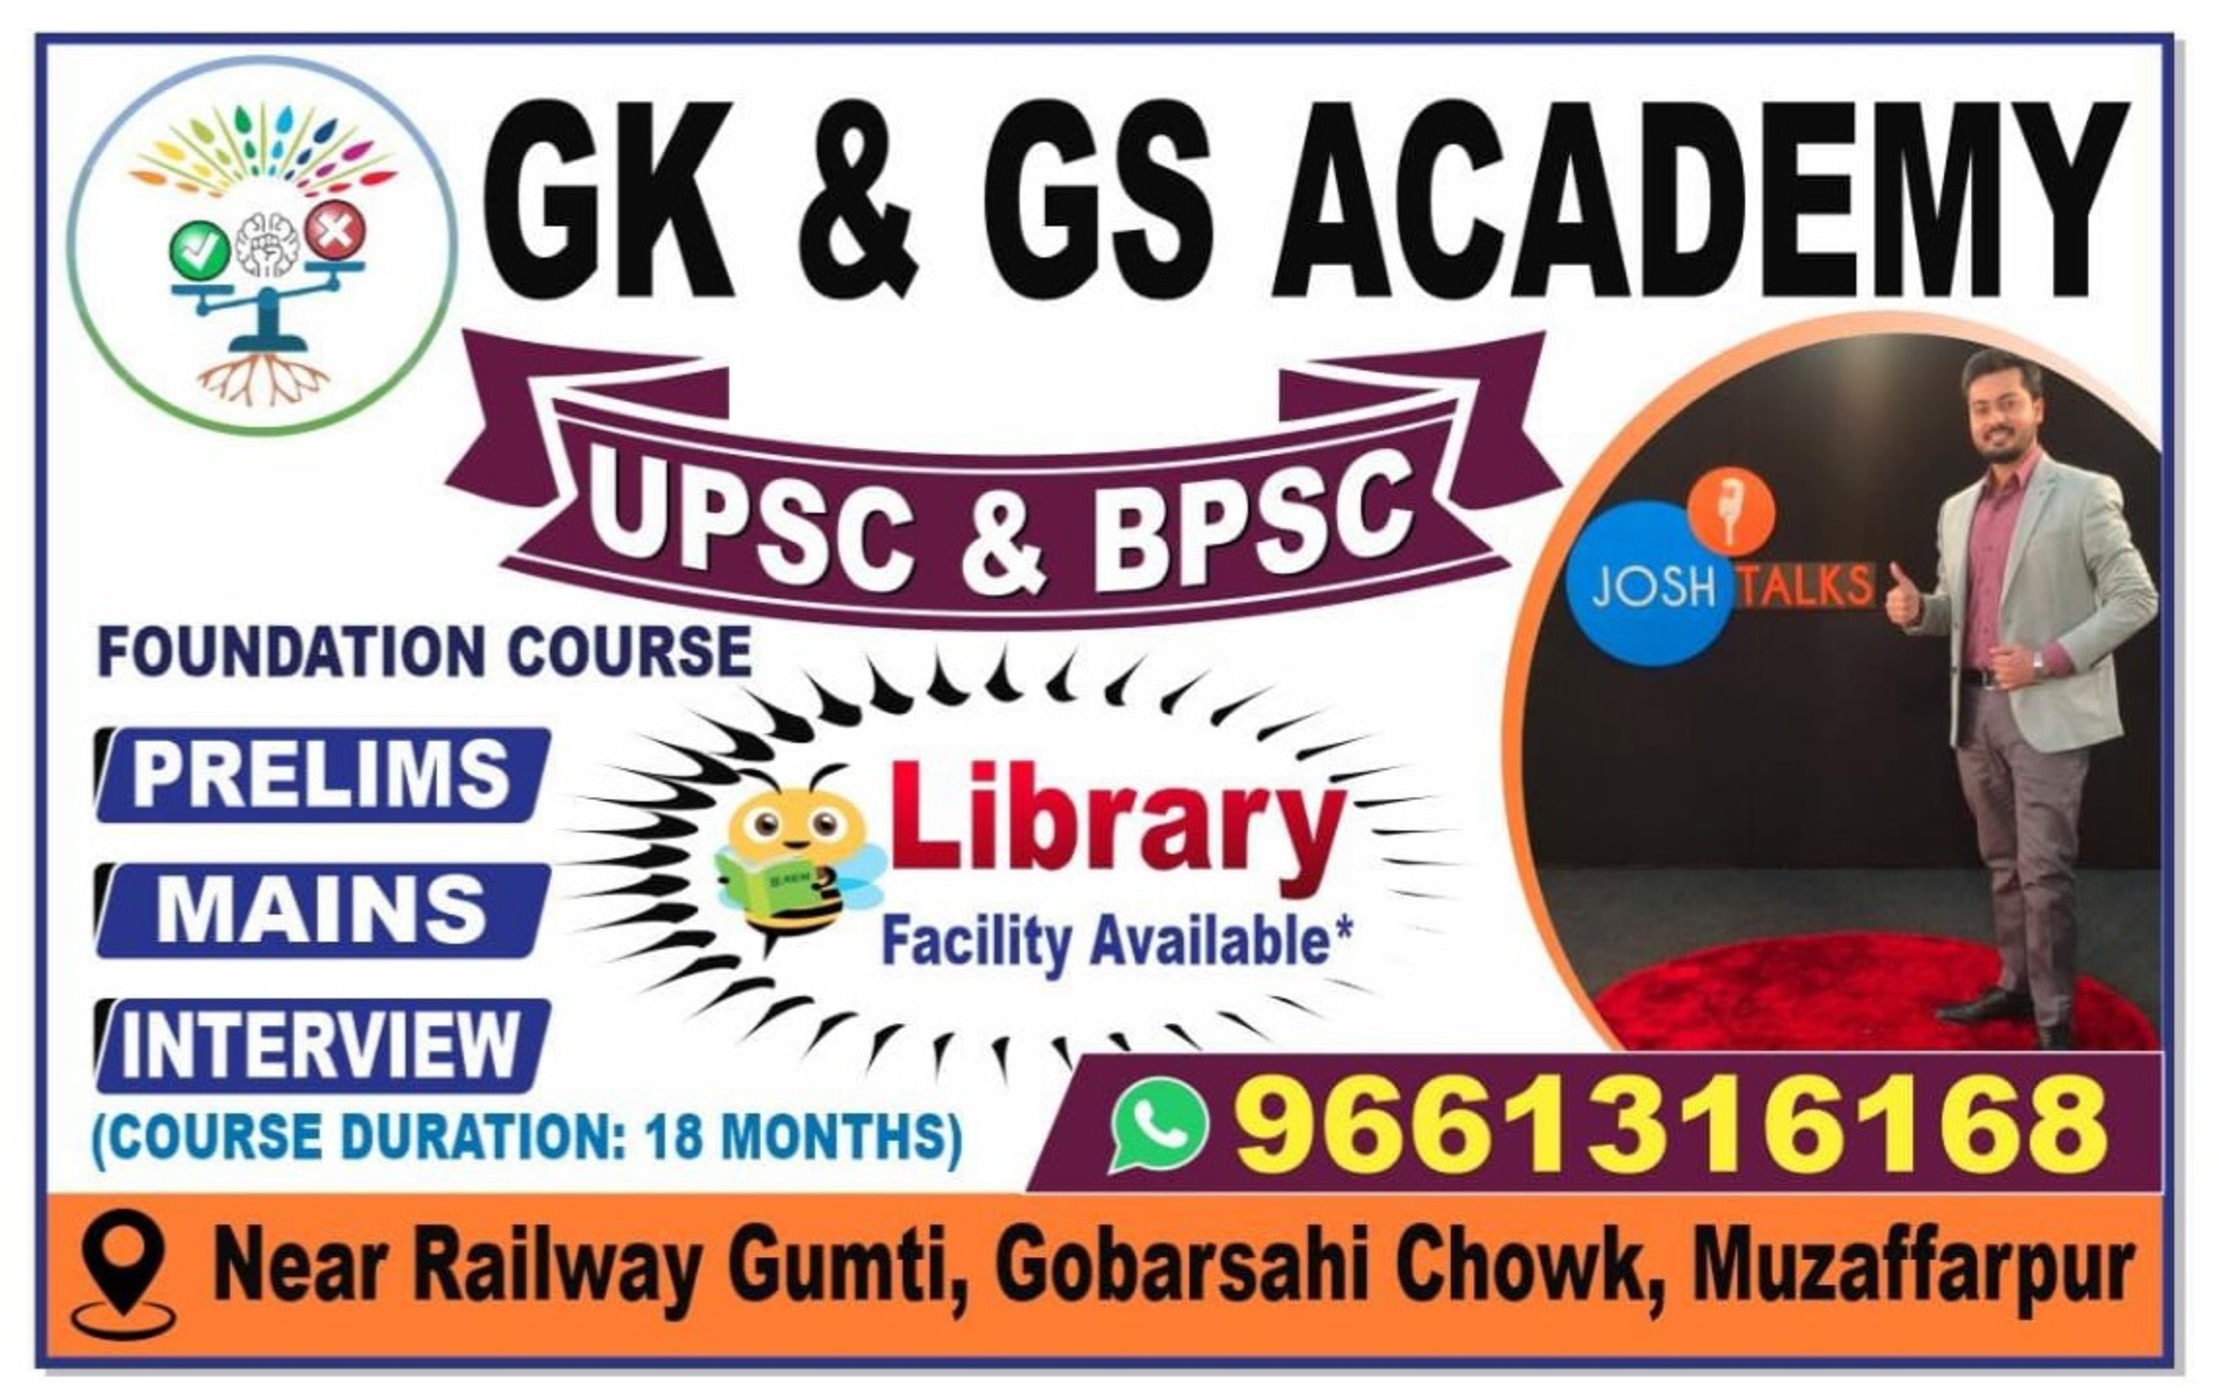 GK & GS ACADEMY
UPSC & BPSC
JOSH TALKS
FOUNDATION COURSE
PRELIMS
MAINS
INTERVIEW
(COURSE DURATION: 18 MONTHS)
Library
Facility Available*
9661316168
Near Railway Gumti, Gobarsahi Chowk, Muzaffarpur